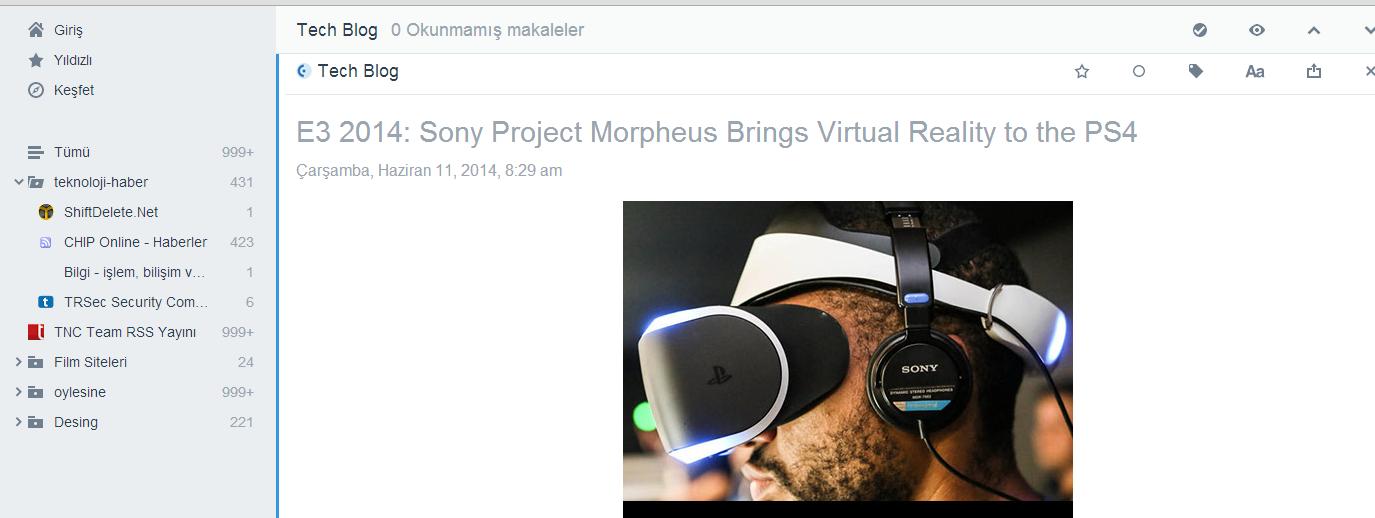 Giriş
Yıldızlı
Keşfet
Tümü 999+
teknoloji-haber 431
ShiftDelete.Net 1
CHIP Online - Haberler 423
Bilgi - işlem, bilişim v... 1
TRSec Security Com... 6
TNC Team RSS Yayını 999+
Film Siteleri 24
oylesine 999+
Desing 221
Tech Blog 0 Okunmamış makaleler
Tech Blog
Aa
E3 2014: Sony Project Morpheus Brings Virtual Reality to the PS4
Çarşamba, Haziran 11, 2014, 8:29 am
SONY
DYNAMIC STEREO HEADPHONES